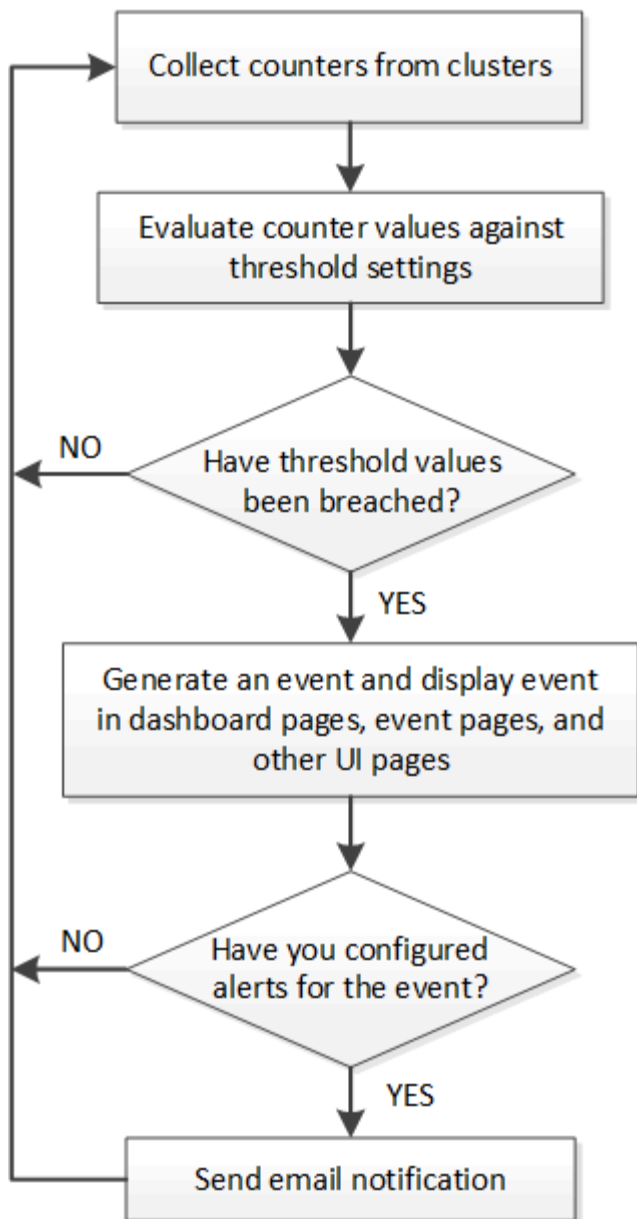 Collect counters from clusters
Evaluate counter values against
threshold settings
NO
Have threshold values
been breached?
YES
Generate an event and display event
in dashboard pages, event pages, and
other UI pages
NO
Have you configured
alerts for the event?
YES
Send email notification